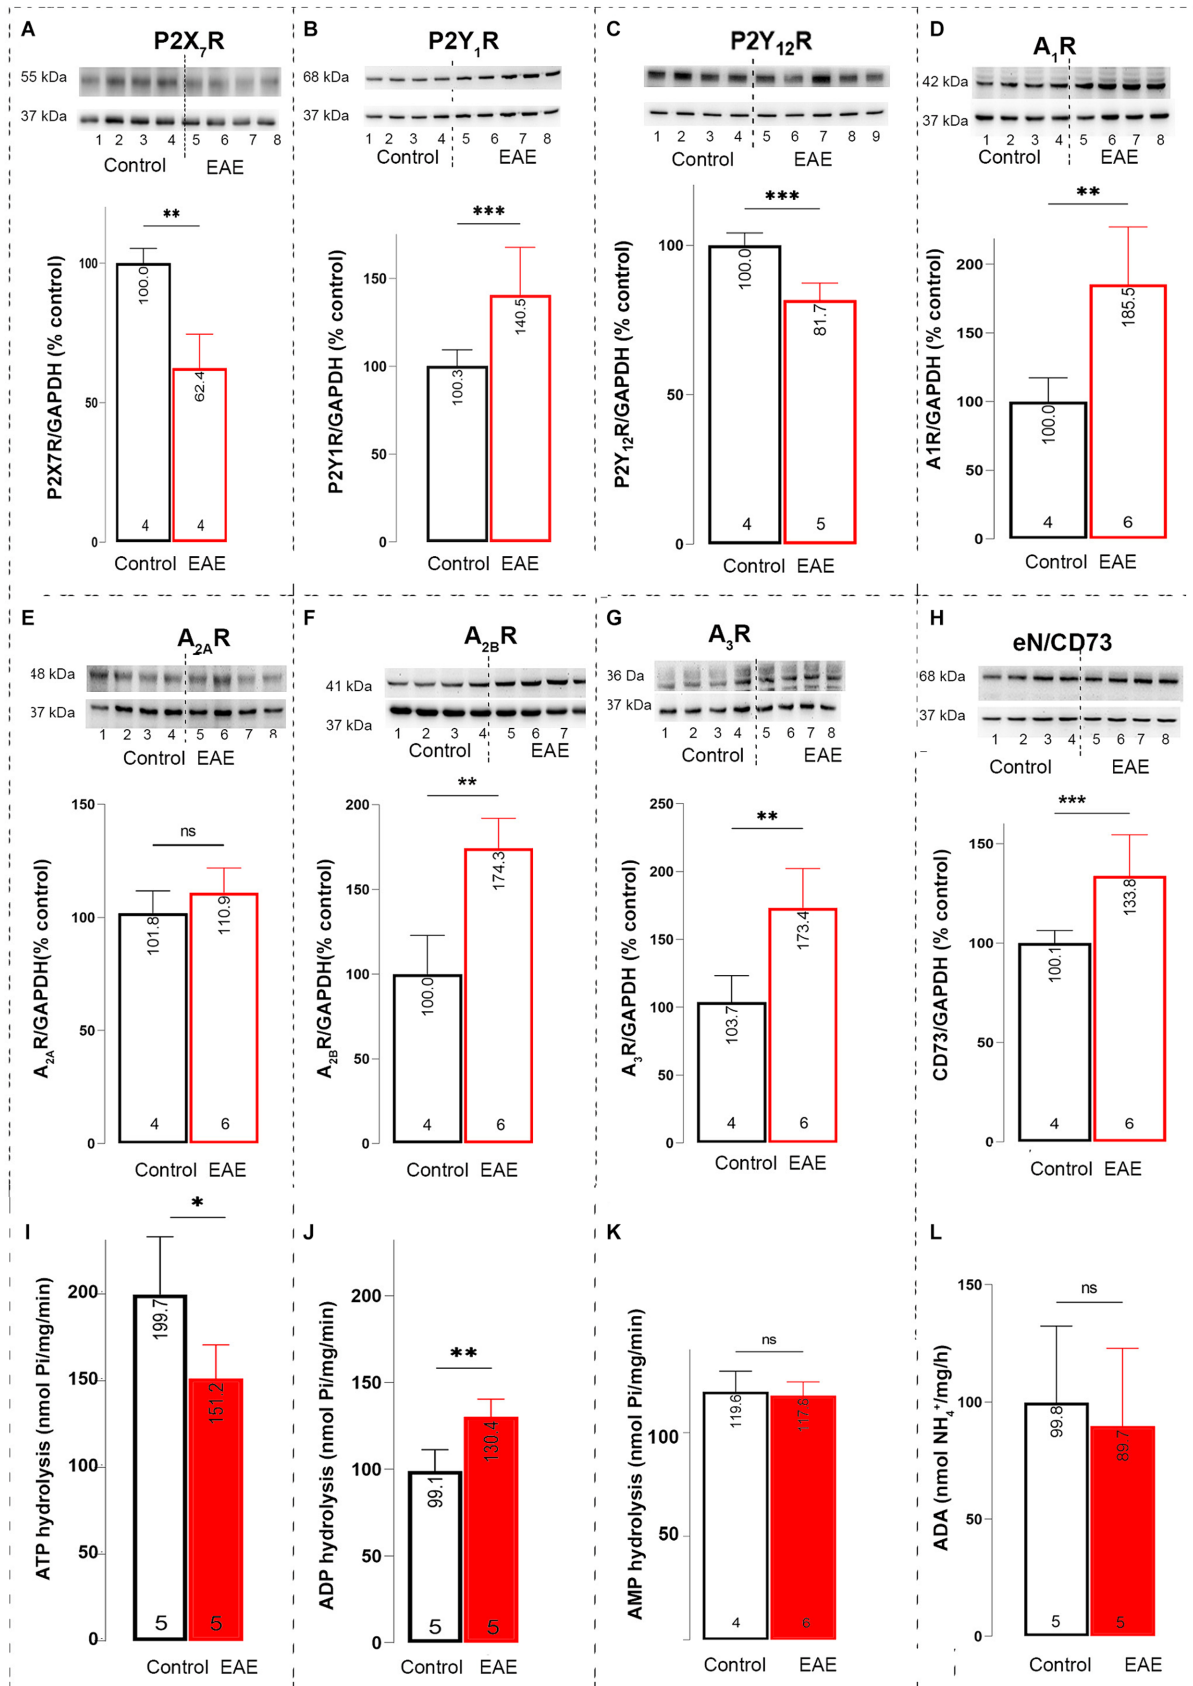 A
P2X7R
55 kDa
37 kDa
1 2 3 4 5 6 7 8
Control EAE
**
P2X7R/GAPDH (% control)
100
50
0
100.0
62.4
4 4
Control EAE
B
P2Y1R
68 kDa
37 kDa
1 2 3 4 5 6 7 8
Control EAE
***
P2Y1R/GAPDH (% control)
150
100
50
0
100.3
140.5
Control EAE
C
P2Y12R
1 2 3 4 5 6 7 8 9
Control EAE
***
P2Y12R/GAPDH (% control)
100
50
0
100.0
81.7
4 5
Control EAE
D
A1R
42 kDa
37 kDa
1 2 3 4 5 6 7 8
Control EAE
**
A1R/GAPDH (% control)
200
150
100
50
0
100.0
185.5
4 6
Control EAE
E
A2AR
48 kDa
37 kDa
1 2 3 4 5 6 7 8
Control EAE
ns
A2AR/GAPDH(% control)
150
100
50
0
101.8
110.9
4 6
Control EAE
F
A2BR
41 kDa
37 kDa
1 2 3 4 5 6 7
Control EAE
**
A2BR/GAPDH(% control)
200
150
100
50
0
100.0
174.3
4 6
Control EAE
G
A3R
36 Da
37 kDa
1 2 3 4 5 6 7 8
Control EAE
**
A3R/GAPDH (% control)
250
200
150
100
50
0
103.7
173.4
4 6
Control EAE
H
eN/CD73
68 kDa
37 kDa
1 2 3 4 5 6 7 8
Control EAE
***
CD73/GAPDH (% control)
150
100
50
0
100.1
133.8
4 6
Control EAE
I
*
ATP hydrolysis (nmol Pi/mg/min)
200
150
100
50
0
199.7
151.2
5 5
Control EAE
J
**
ADP hydrolysis (nmol Pi/mg/min)
200
150
100
50
0
99.1
130.4
5 5
Control EAE
K
ns
AMP hydrolysis (nmol Pi/mg/min)
100
50
119.6
117.8
4 6
Control EAE
L
ns
ADA (nmol NH4+/mg/h)
150
100
50
0
99.8
89.7
5 5
Control EAE